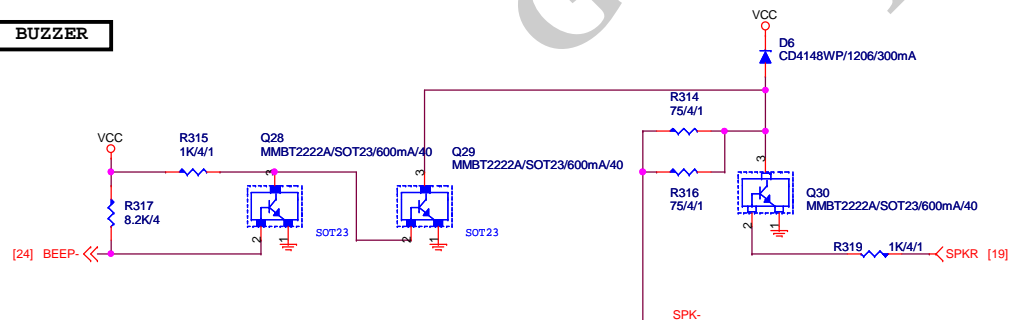 BUZZER
VCC
D6
CD4148WP/1206/300mA
R314
75/4/1
VCC
R315
1K/4/1
Q28
MMBT2222A/SOT23/600mA/40
Q29
MMBT2222A/SOT23/600mA/40
3
3
3
R317
8.2K/4
R316
75/4/1
Q30
MMBT2222A/SOT23/600mA/40
2
1
SOT23
2
1
SOT23
2
1
[24] BEEP-
R319
1K/4/1
SPKR [19]
SPK-